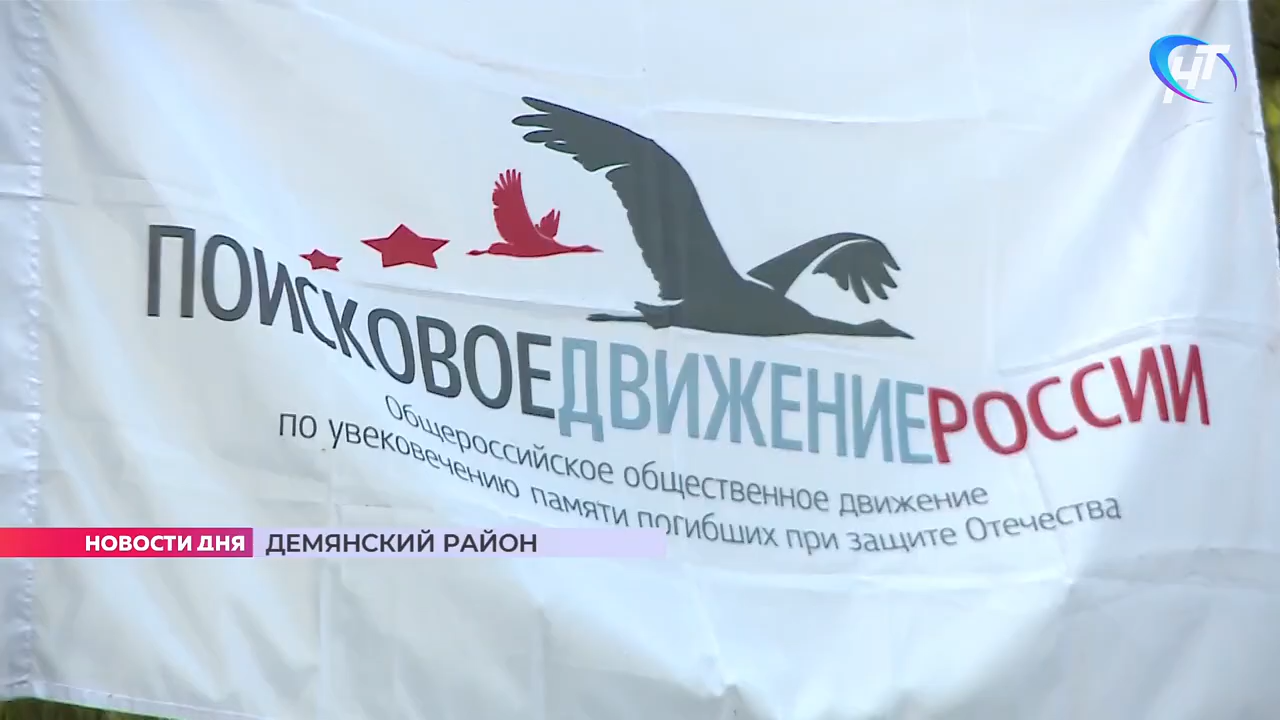 НТ
ПОИСКОВОЕДВИЖЕНИЕРОССИИ
Общероссийское общественное движение
по увековечению памяти погибших при защите Отечества
НОВОСТИ ДНЯ
ДЕМЯНСКИЙ РАЙОН